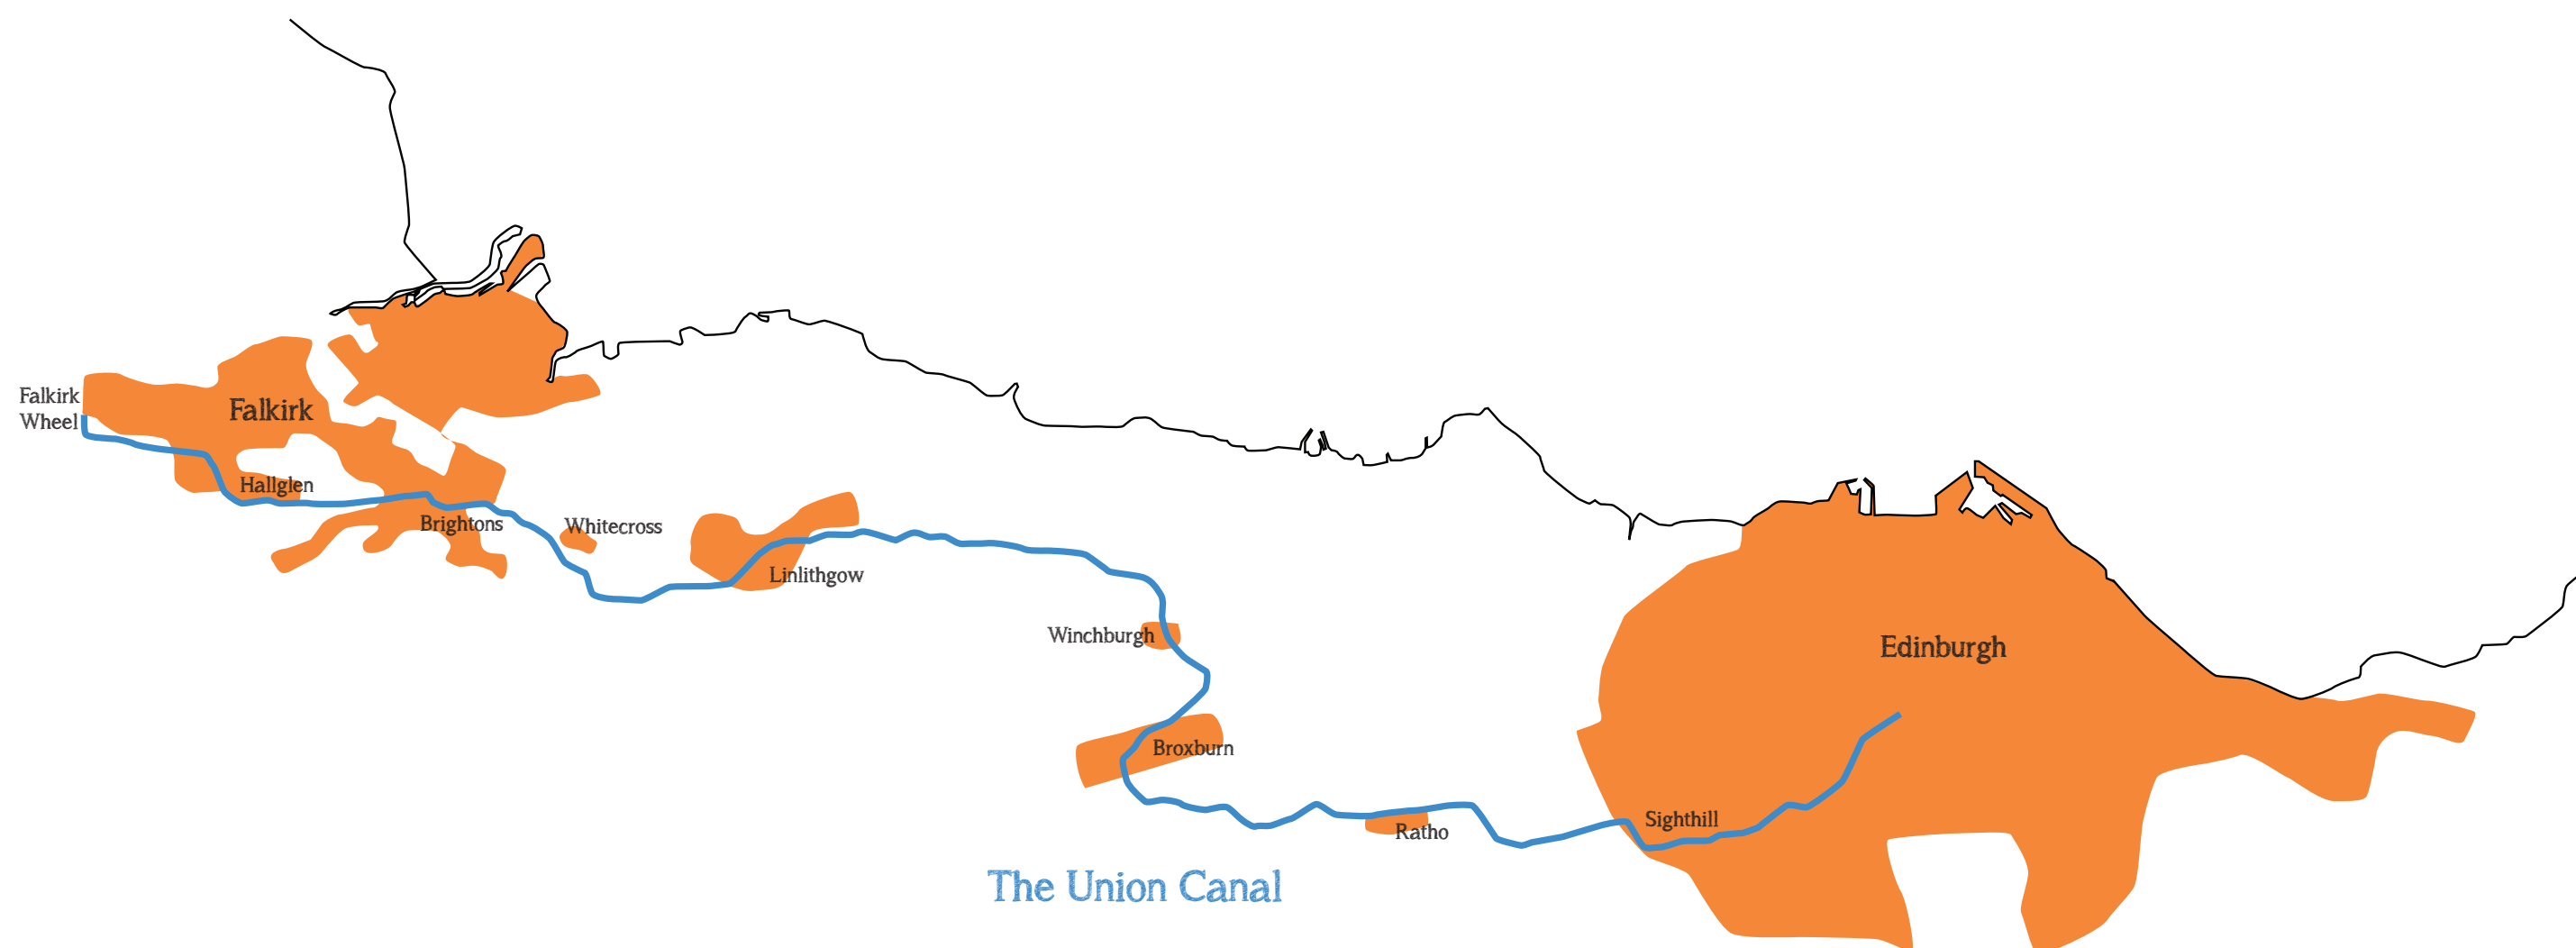 Falkirk
Wheel
Falkirk
Hallglen
Brightons
Whitecross
Linlithgow
Winchburgh
Broxburn
Ratho
Sighthill
Edinburgh
The Union Canal